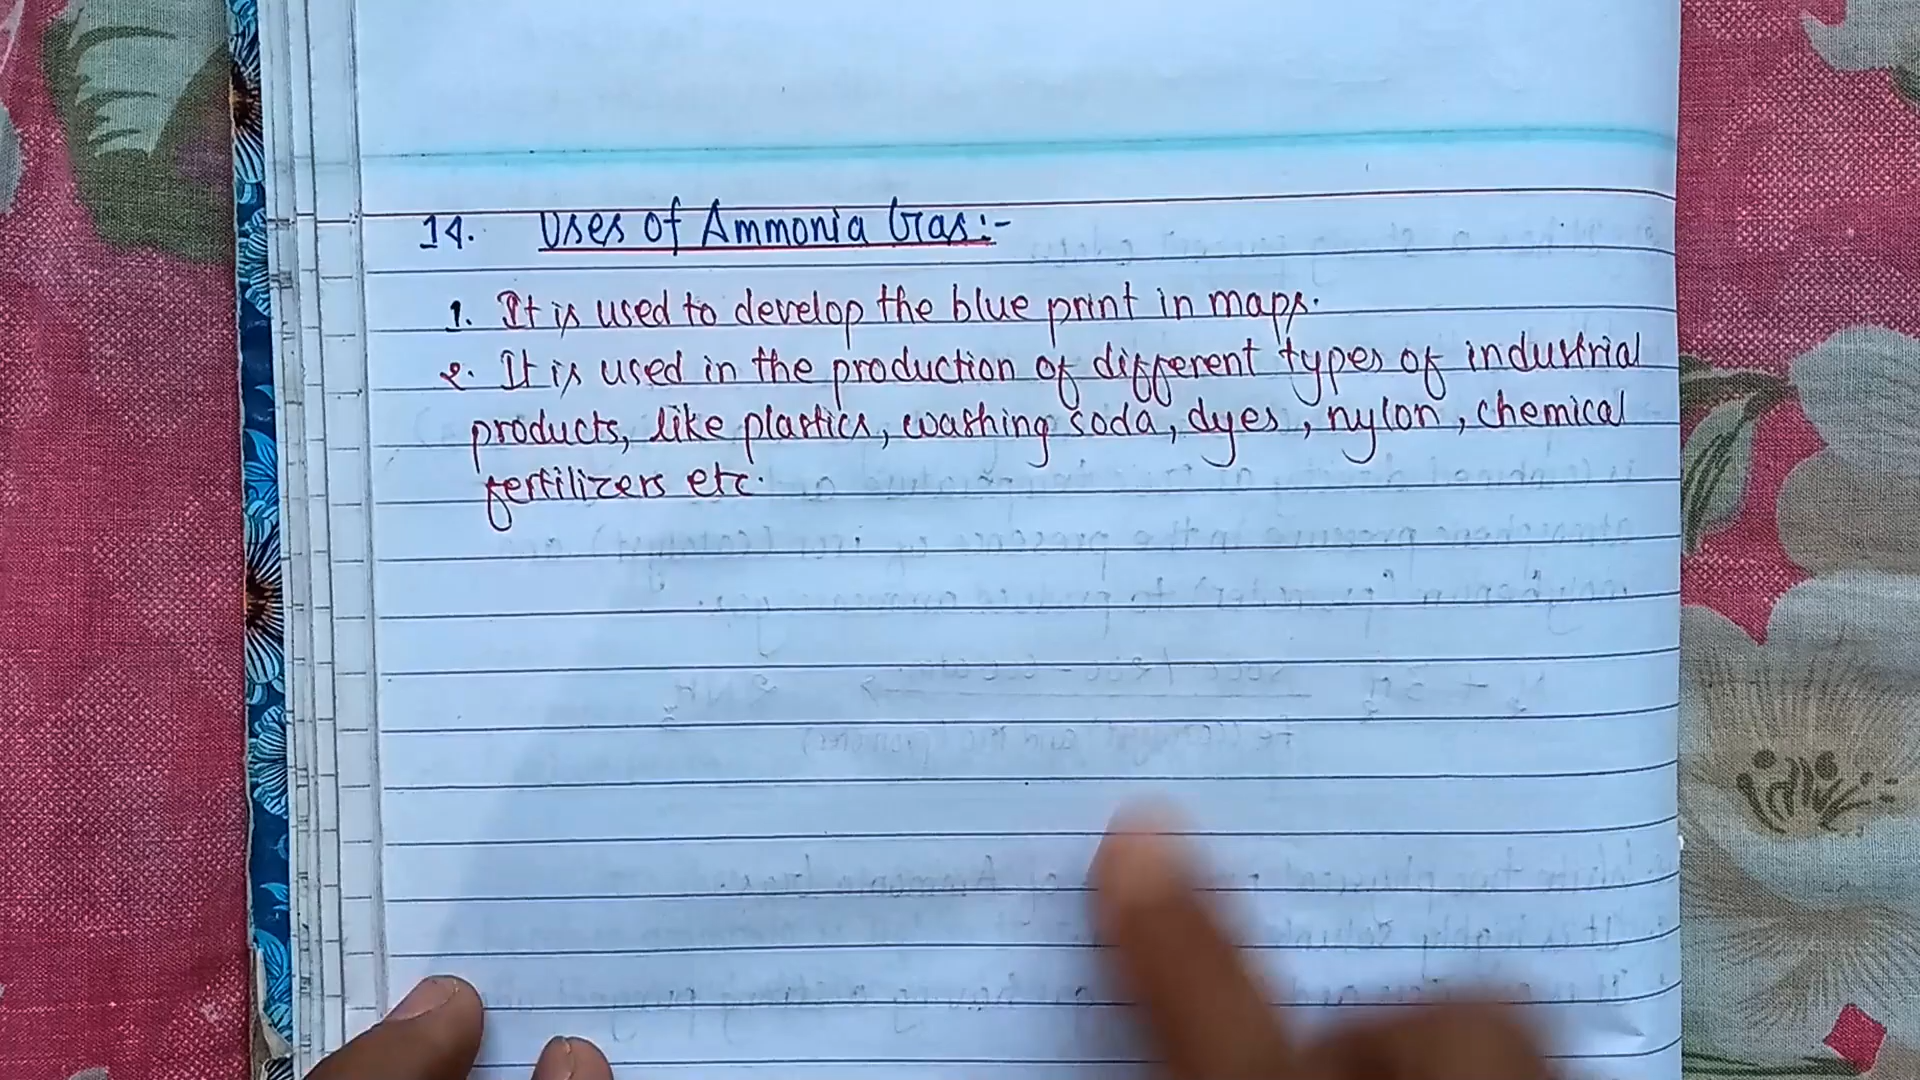 14. Uses of Ammonia Gas:-
1. It is used to develop the blue print in maps.
2. It is used in the production of different types of industrial
products, like plastics, washing soda, dyes, nylon, chemical
fertilizers etc.